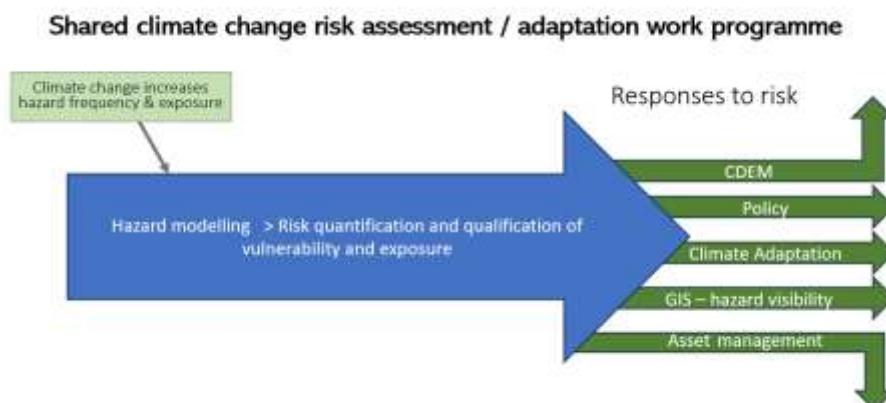 Shared climate change risk assessment / adaptation work programme
Climate change increases
hazard frequency & exposure
Responses to risk
CDEM
Policy
Hazard modelling > Risk quantification and qualification of
vulnerability and exposure
Climate Adaptation
GIS – hazard visibility
Asset management